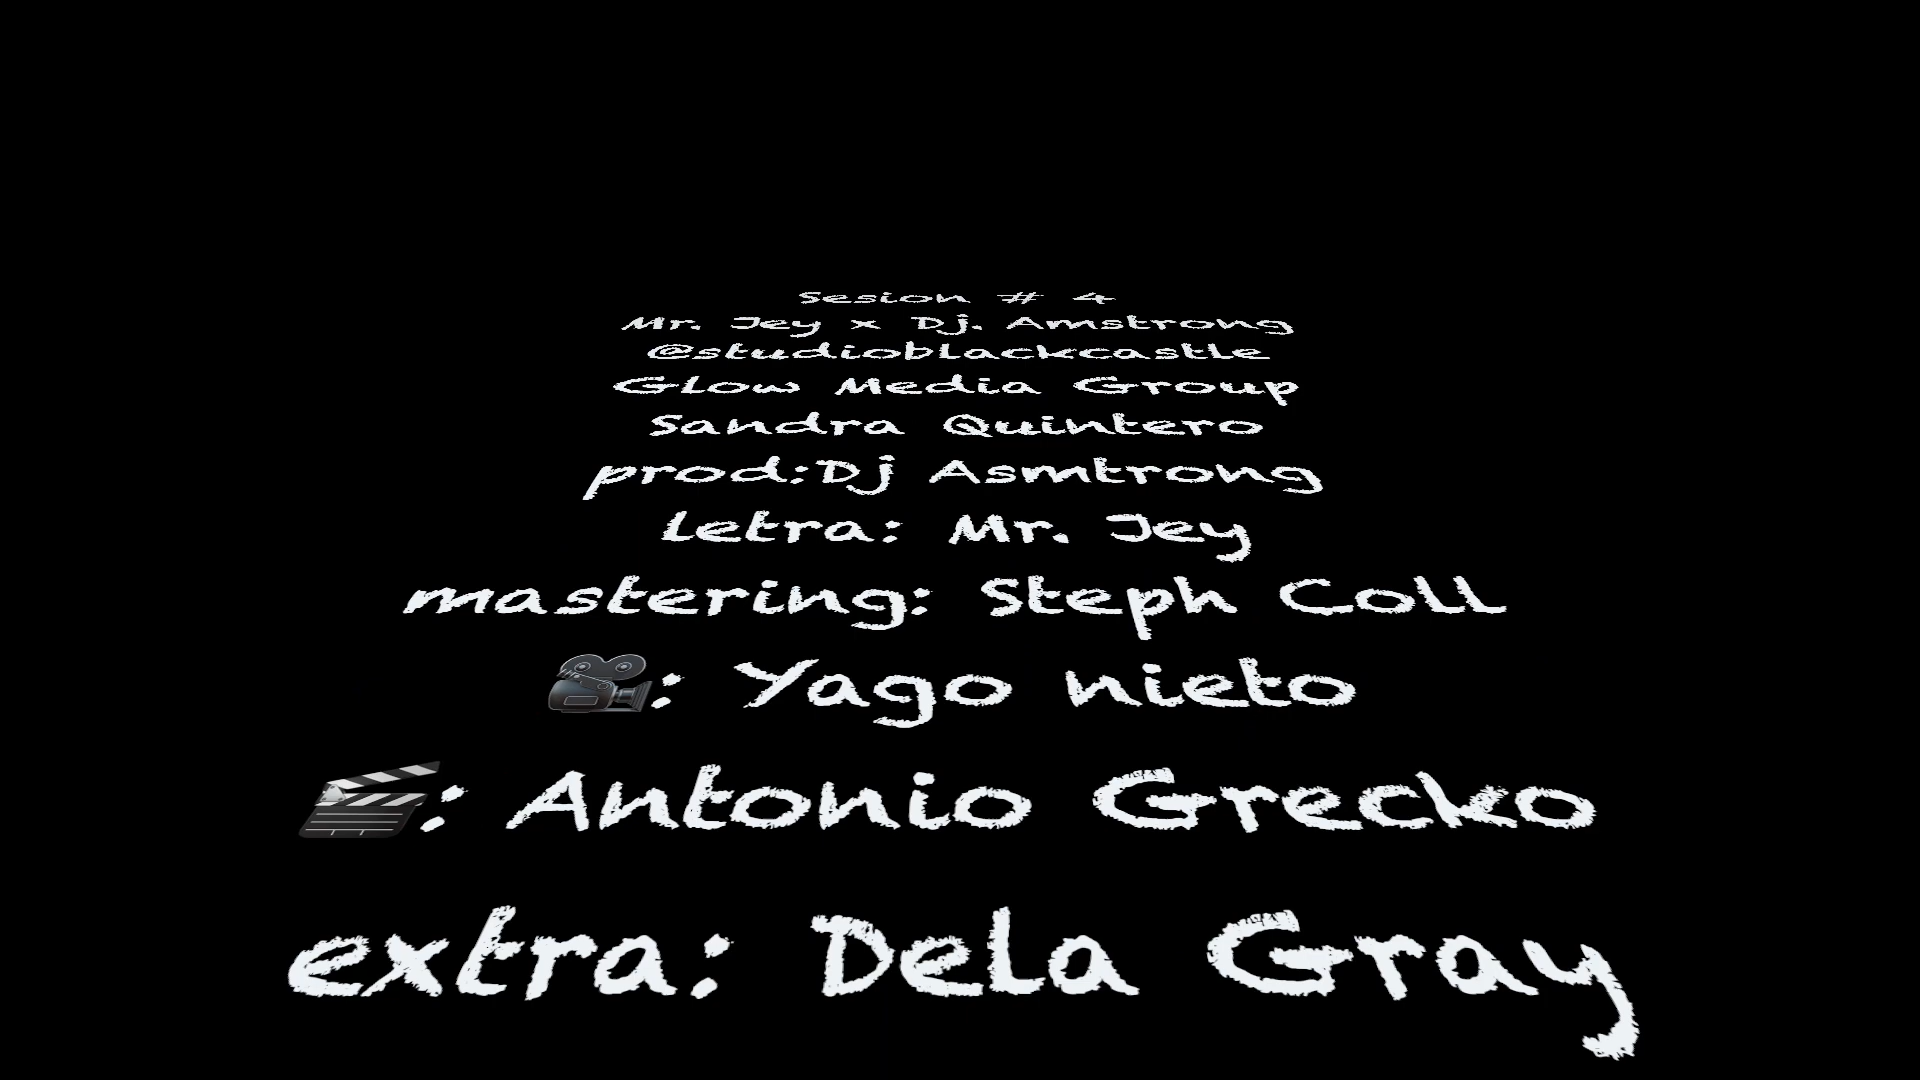 Sesion # 4
Mr. Jey x Dj. Amstrong
@studioblackcastle
Glow Media Group
Sandra Quintero
prod:Dj Asmtrong
letra: Mr. Jey
mastering: Steph Coll
🎥: Yago nieto
🎬: Antonio Grecko
extra: Dela Gray